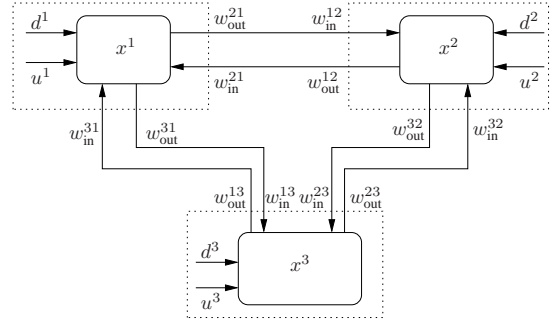 w_out^21 w_in^12
d^1 x^1 x^2 d^2
u^1 w_in^21 w_out^12 u^2
w_in^31 w_out^31 w_out^32 w_in^32
w_out^13 w_in^13 w_in^23 w_out^23
d^3 x^3
u^3